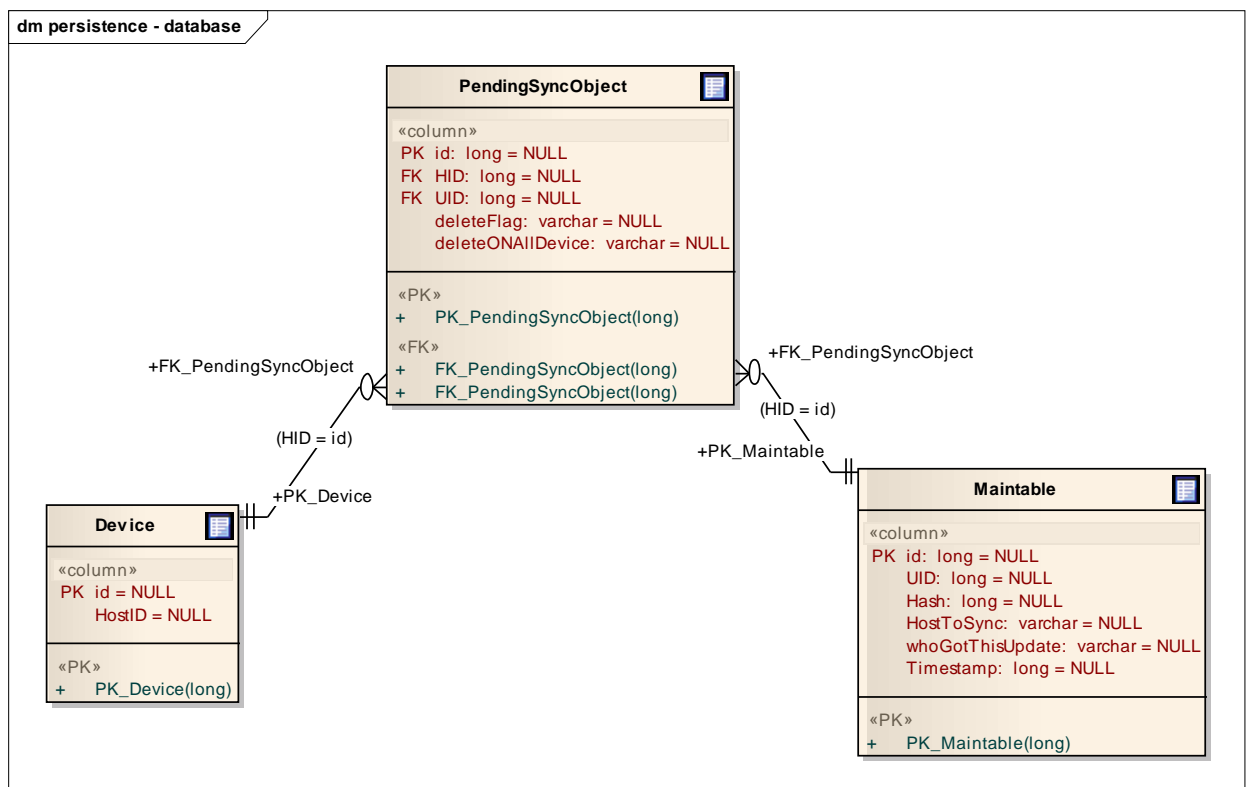 dm persistence - database
PendingSyncObject
«column»
PK id: long = NULL
FK HID: long = NULL
FK UID: long = NULL
deleteFlag: varchar = NULL
deleteONAllDevice: varchar = NULL
«PK»
+ PK_PendingSyncObject(long)
«FK»
+ FK_PendingSyncObject(long)
+ FK_PendingSyncObject(long)
+FK_PendingSyncObject
(HID = id)
+PK_Device
+FK_PendingSyncObject
(HID = id)
+PK_Maintable
Device
«column»
PK id = NULL
HostID = NULL
«PK»
+ PK_Device(long)
Maintable
«column»
PK id: long = NULL
UID: long = NULL
Hash: long = NULL
HostToSync: varchar = NULL
whoGotThisUpdate: varchar = NULL
Timestamp: long = NULL
«PK»
+ PK_Maintable(long)